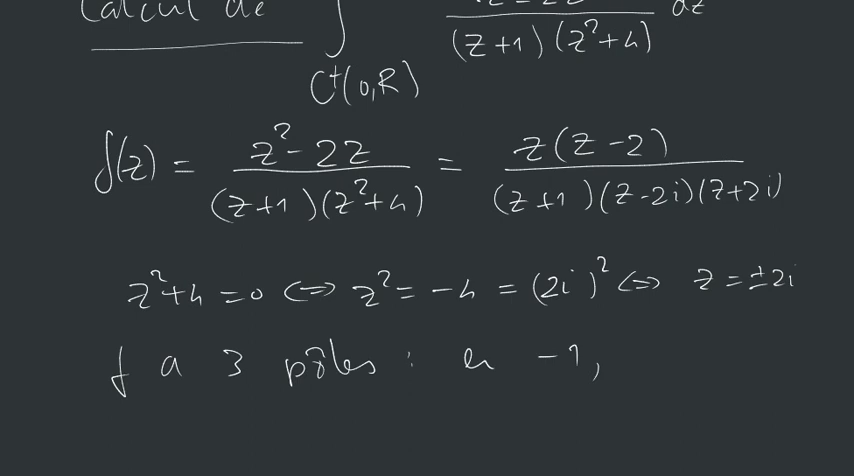 Calcul de ∫ C⁺(0,R) z²-2z / (z+1)(z²+4) dz
f(z) = z²-2z / (z+1)(z²+4) = z(z-2) / (z+1)(z-2i)(z+2i)
z²+4=0 ⇔ z²=-4=(2i)² ⇔ z=±2i
f a 3 pôles : en -1,